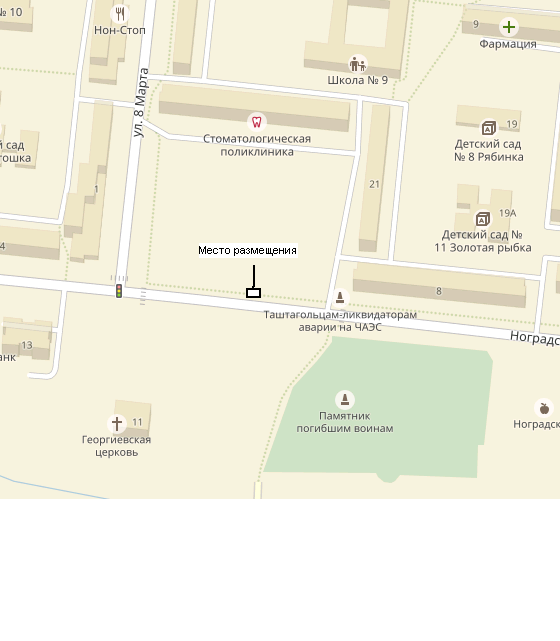 № 10
Нон-Стоп
ул. 8 Марта
9
Фармация
Школа № 9
Стоматологическая
поликлиника
19
Детский сад
№ 8 Рябинка
й сад
тошка
1
21
19А
Детский сад №
11 Золотая рыбка
4
Место размещения
8
Таштагольцам-ликвидаторам
аварии на ЧАЭС
Ноградс
13
анк
11
Георгиевская
церковь
Памятник
погибшим воинам
Ноградск